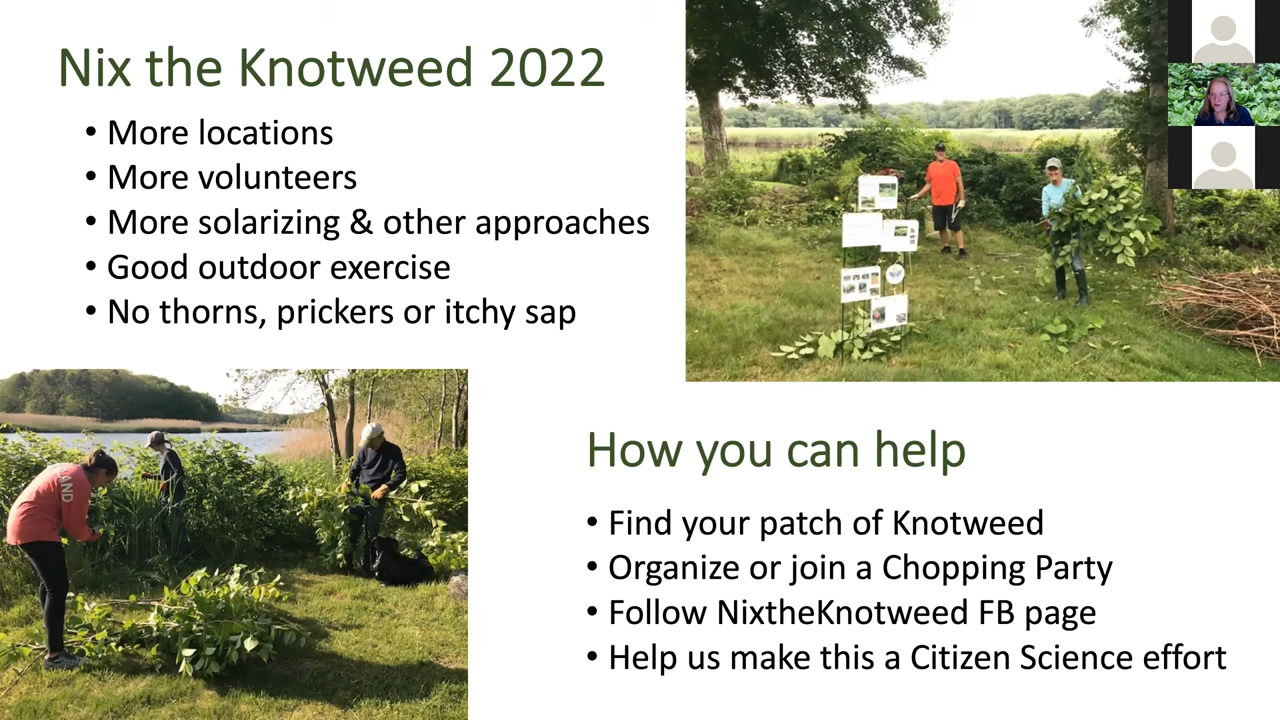 Nix the Knotweed 2022
• More locations
• More volunteers
• More solarizing & other approaches
• Good outdoor exercise
• No thorns, prickers or itchy sap
AND
How you can help
• Find your patch of Knotweed
• Organize or join a Chopping Party
• Follow NixtheKnotweed FB page
• Help us make this a Citizen Science effort